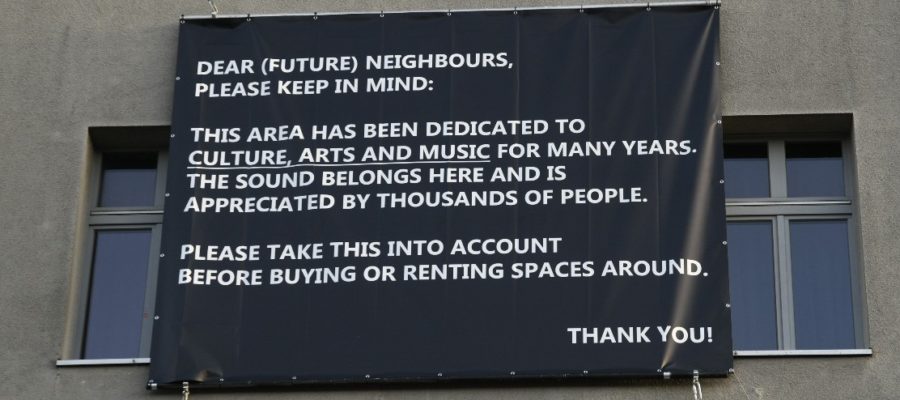 DEAR (FUTURE) NEIGHBOURS,
PLEASE KEEP IN MIND:
THIS AREA HAS BEEN DEDICATED TO
CULTURE, ARTS AND MUSIC FOR MANY YEARS.
THE SOUND BELONGS HERE AND IS
APPRECIATED BY THOUSANDS OF PEOPLE.
PLEASE TAKE THIS INTO ACCOUNT
BEFORE BUYING OR RENTING SPACES AROUND.
THANK YOU!